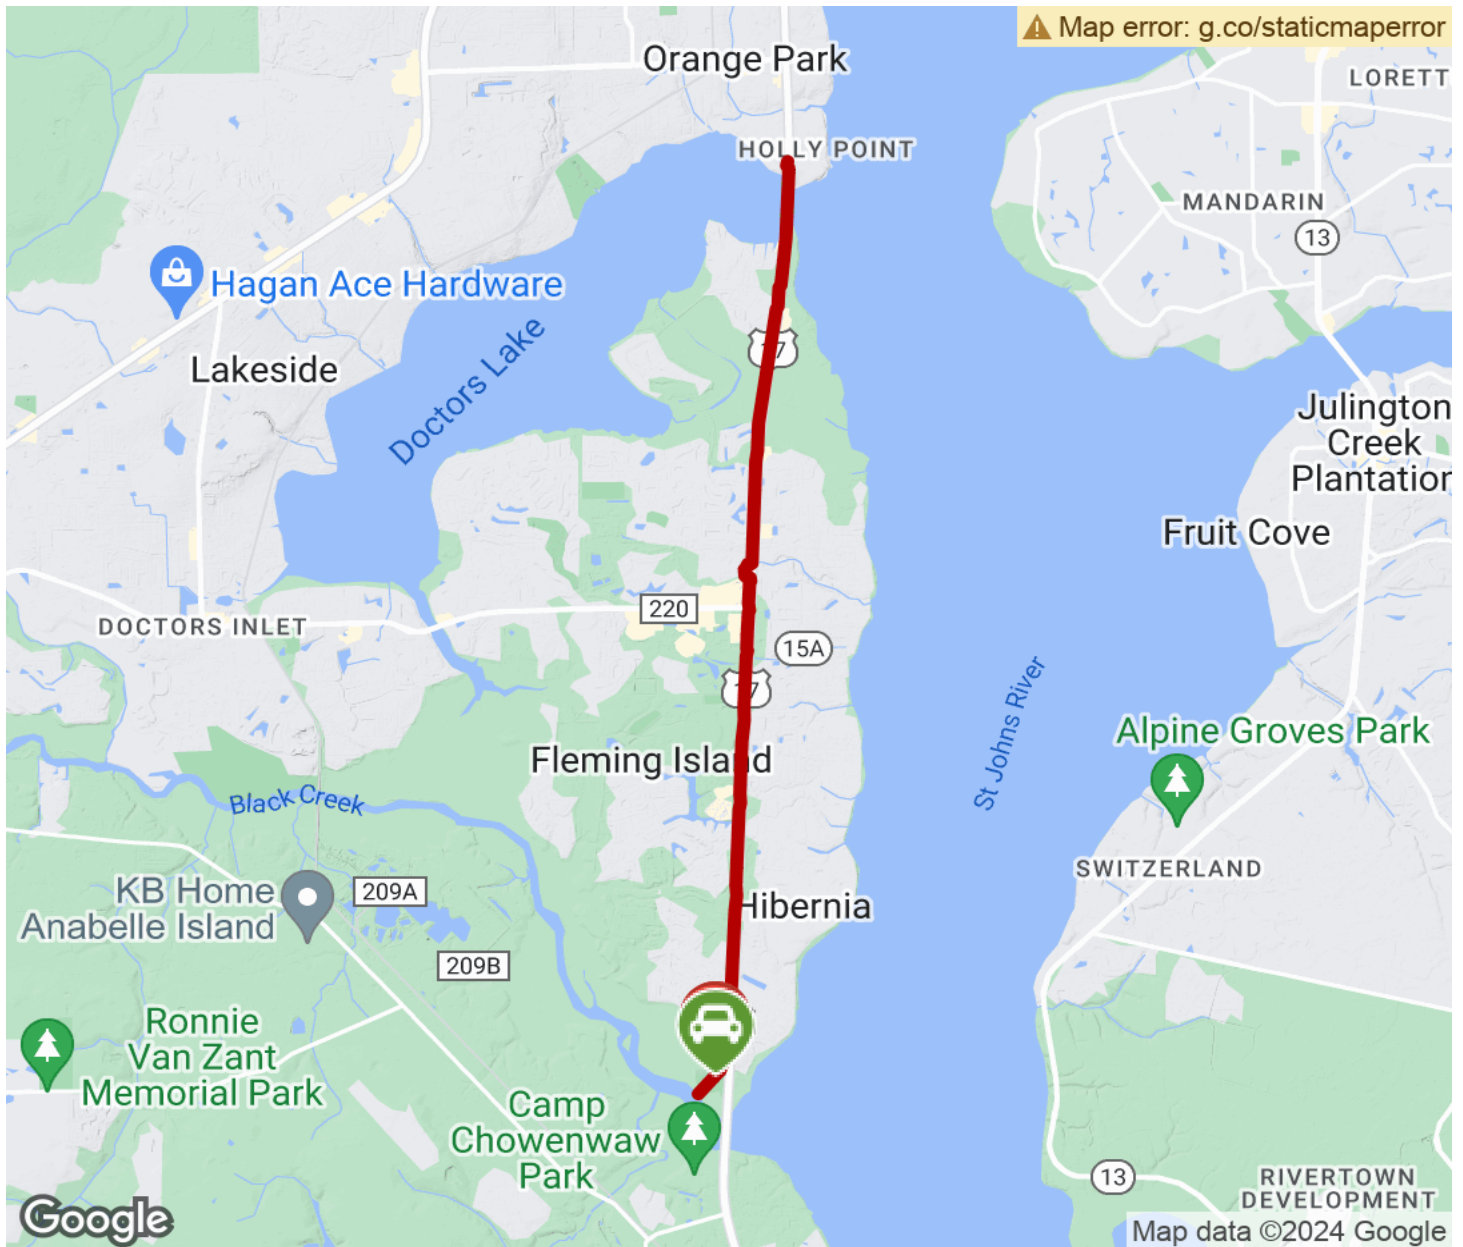 Map error: g.co/staticmaperror
Orange Park
LORETT
HOLLY POINT
MANDARIN
13
Hagan Ace Hardware
Doctors Lake
Lakeside
Julington
Creek
Plantation
Fruit Cove
220
DOCTORS INLET
15A
St Johns River
Alpine Groves Park
Fleming Island
Black Creek
SWITZERLAND
KB Home
Anabelle Island
209A
Hibernia
209B
Ronnie
Van Zant
Memorial Park
Camp
Chowenwaw
Park
13
RIVERTOWN
DEVELOPMENT
Google
Map data ©2024 Google